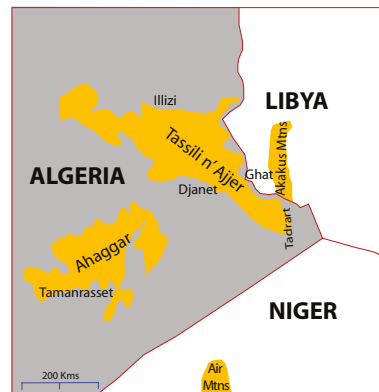 Illizi
LIBYA
Tassili n' Ajjer
Akakus Mtns
Ghat
ALGERIA
Djanet
Tadrart
Ahaggar
Tamanrasset
NIGER
200 Kms
Air
Mtns